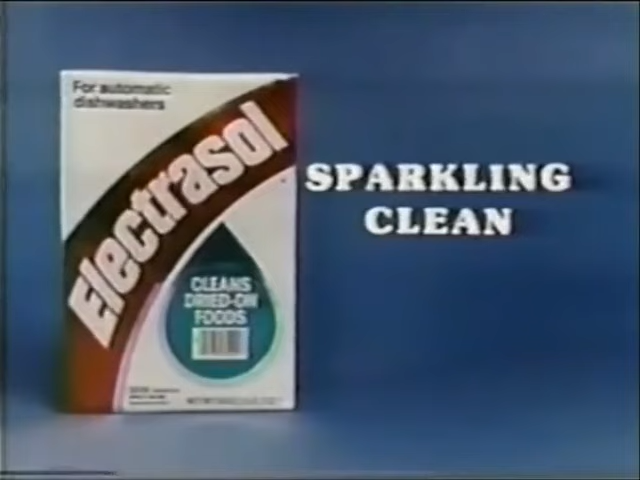 For automatic
dishwashers
Electrasol
CLEANS
DRIED-ON
FOODS
SPARKLING
CLEAN